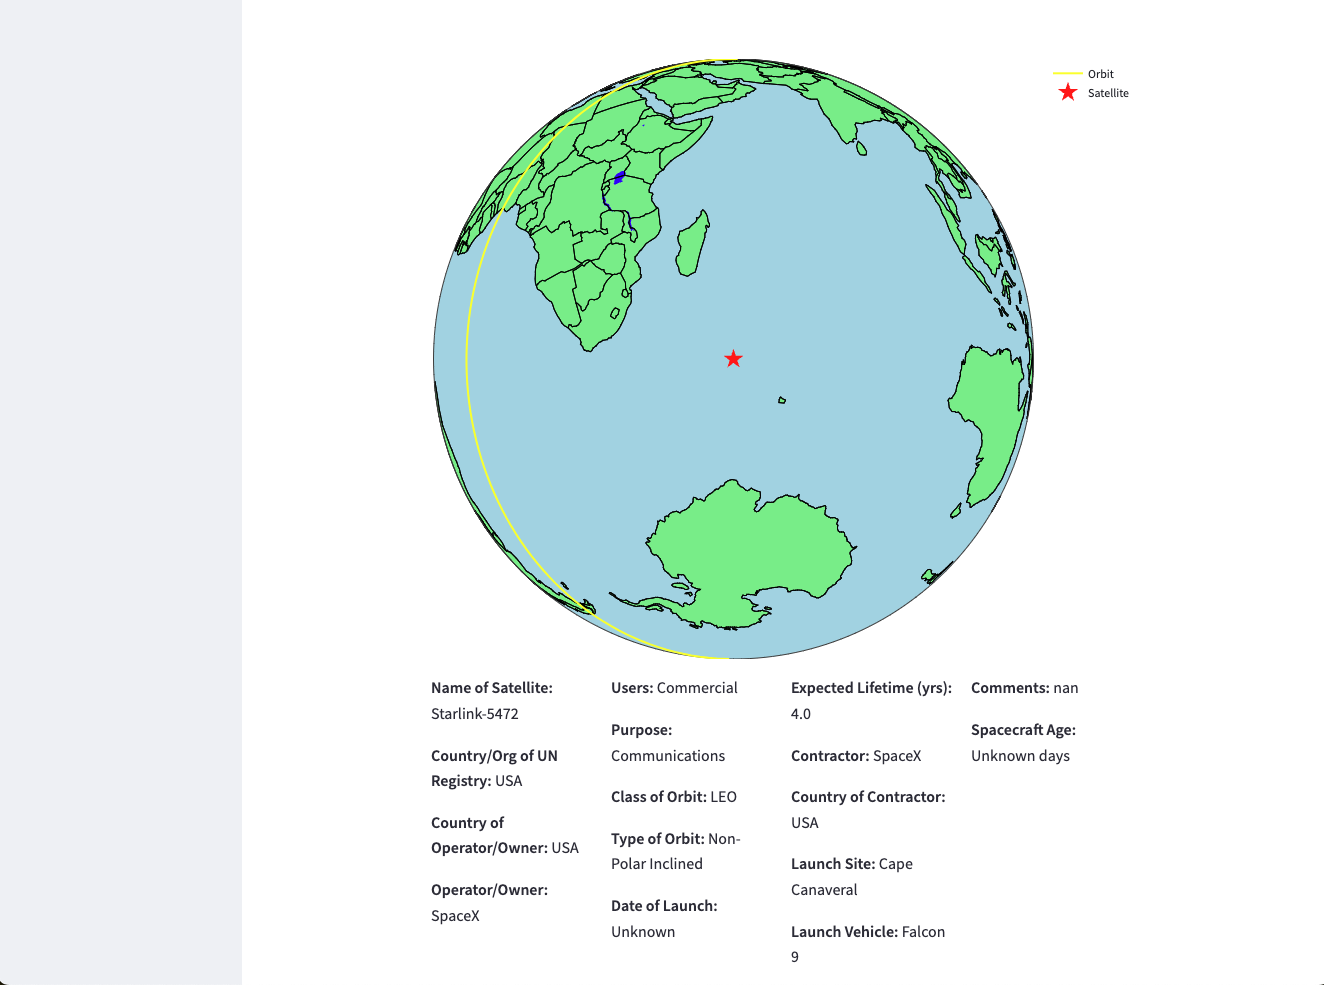 Orbit
Satellite
Name of Satellite:
Starlink-5472
Country/Org of UN
Registry: USA
Country of
Operator/Owner: USA
Operator/Owner:
SpaceX
Users: Commercial
Purpose:
Communications
Class of Orbit: LEO
Type of Orbit: Non-
Polar Inclined
Date of Launch:
Unknown
Expected Lifetime (yrs):
4.0
Contractor: SpaceX
Country of Contractor:
USA
Launch Site: Cape
Canaveral
Launch Vehicle: Falcon
9
Comments: nan
Spacecraft Age:
Unknown days